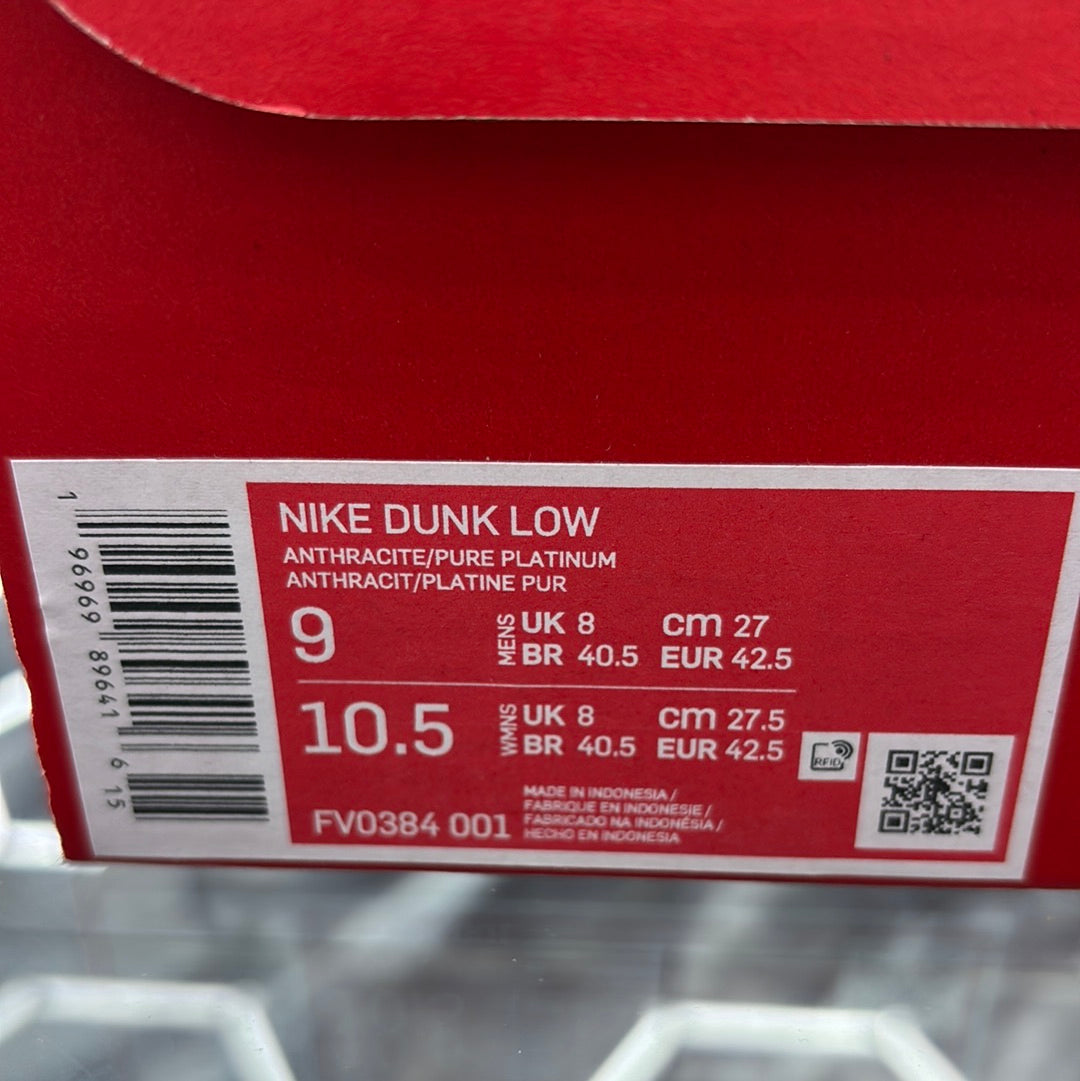 1 96969 89641 6 15
NIKE DUNK LOW
ANTHRACITE/PURE PLATINUM
ANTHRACIT/PLATINE PUR
9 MENS UK 8 cm 27
BR 40.5 EUR 42.5
10.5 WMNS UK 8 cm 27.5
BR 40.5 EUR 42.5
RFID
FV0384 001
MADE IN INDONESIA /
FABRIQUE EN INDONESIE /
FABRICADO NA INDONÉSIA /
HECHO EN INDONESIA